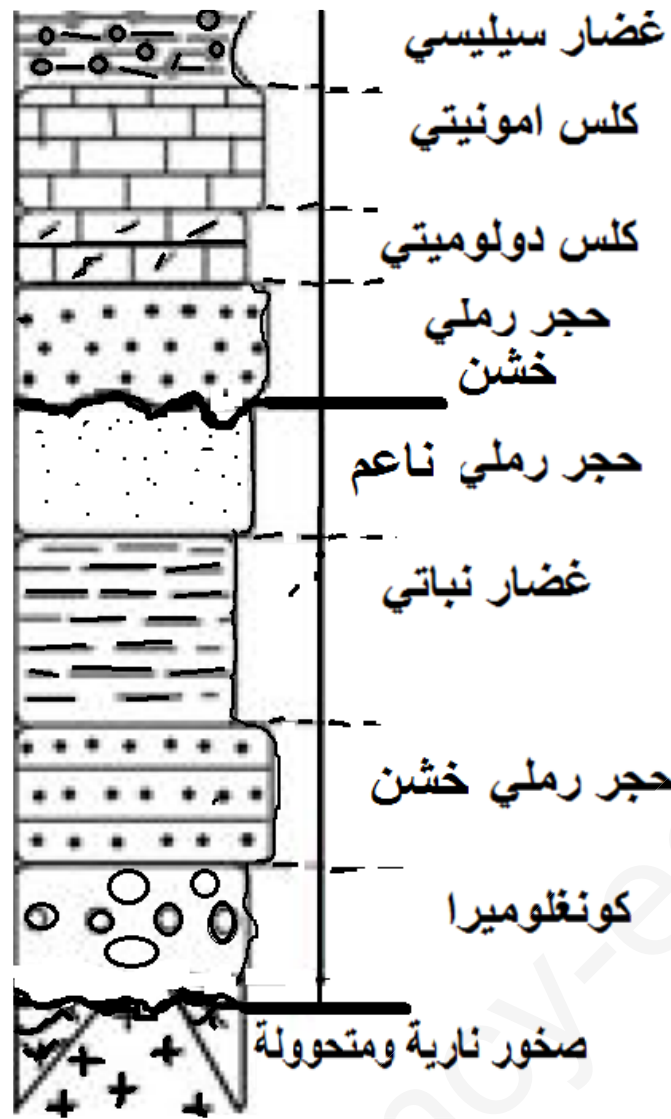 غضار سيليسي
كلس امونيتي
كلس دولوميتي
حجر رملي
خشن
حجر رملي ناعم
غضار نباتي
حجر رملي خشن
كونغلوميرا
صخور نارية ومتحوولة